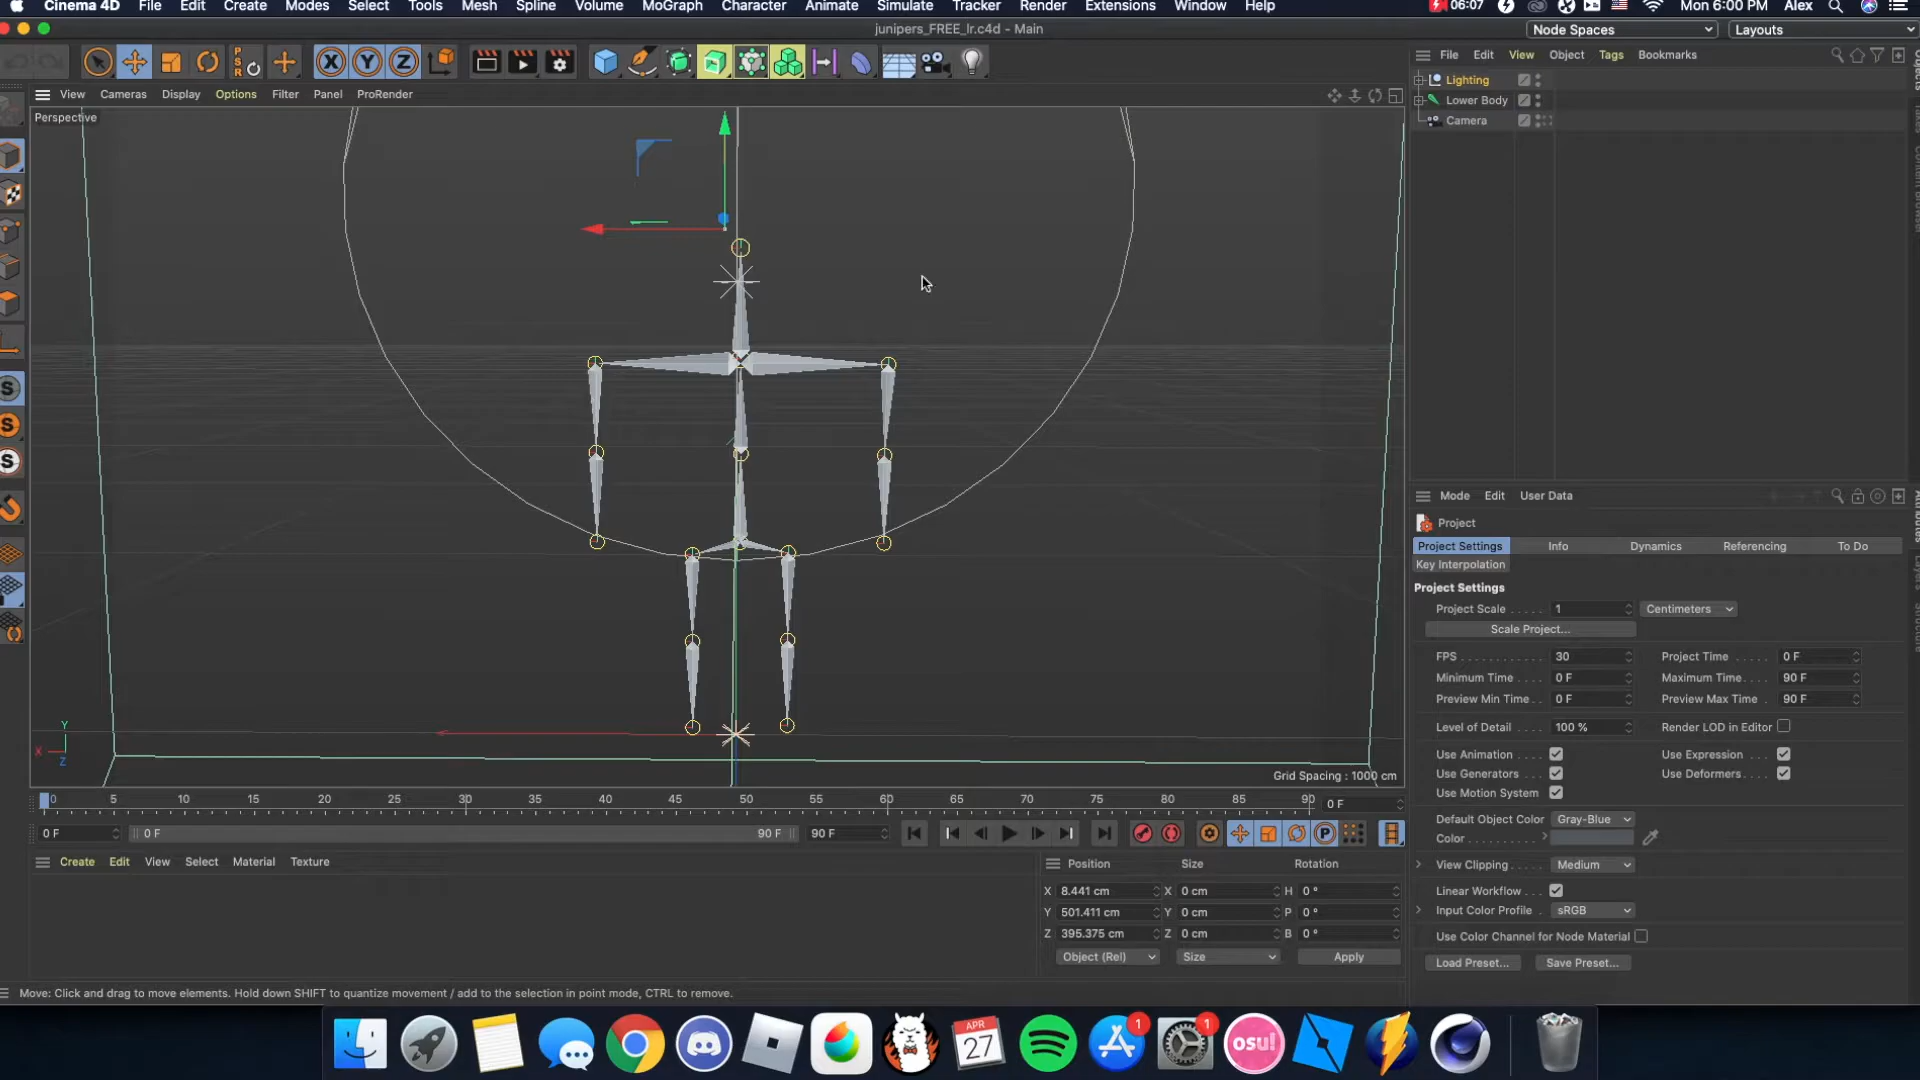 Cinema 4D File Edit Create Modes Select Tools Mesh Spline Volume MoGraph Character Animate Simulate Tracker Render Extensions Window Help 06:07 Mon 6:00 PM Alex
junipers_FREE_lr.c4d - Main
Node Spaces Layouts
P
S
R
X Y Z
File Edit View Object Tags Bookmarks
View Cameras Display Options Filter Panel ProRender
Perspective
Lighting
Lower Body
Camera
S
S
S
Y
X
Z
Grid Spacing : 1000 cm
Mode Edit User Data
Project
Project Settings Info Dynamics Referencing To Do
Key Interpolation
Project Settings
Project Scale . . . . . 1 Centimeters
Scale Project...
FPS . . . . . . . . . . . . 30 Project Time . . . . . 0 F
Minimum Time . . . . 0 F Maximum Time. . . . 90 F
Preview Min Time . . 0 F Preview Max Time . 90 F
Level of Detail . . . . 100 % Render LOD in Editor
Use Animation . . . . Use Expression . . . .
Use Generators . . . Use Deformers . . . .
Use Motion System
Default Object Color Gray-Blue
Color . . . . . . . . . .
View Clipping . . . . . Medium
Linear Workflow . . .
Input Color Profile . sRGB
Use Color Channel for Node Material
Load Preset... Save Preset...
0 5 10 15 20 25 30 35 40 45 50 55 60 65 70 75 80 85 90 0 F
0 F 0 F 90 F 90 F P
Create Edit View Select Material Texture
Position Size Rotation
X 8.441 cm X 0 cm H 0 °
Y 501.411 cm Y 0 cm P 0 °
Z 395.375 cm Z 0 cm B 0 °
Object (Rel) Size Apply
Move: Click and drag to move elements. Hold down SHIFT to quantize movement / add to the selection in point mode, CTRL to remove.
APR
27
1
1
osu!